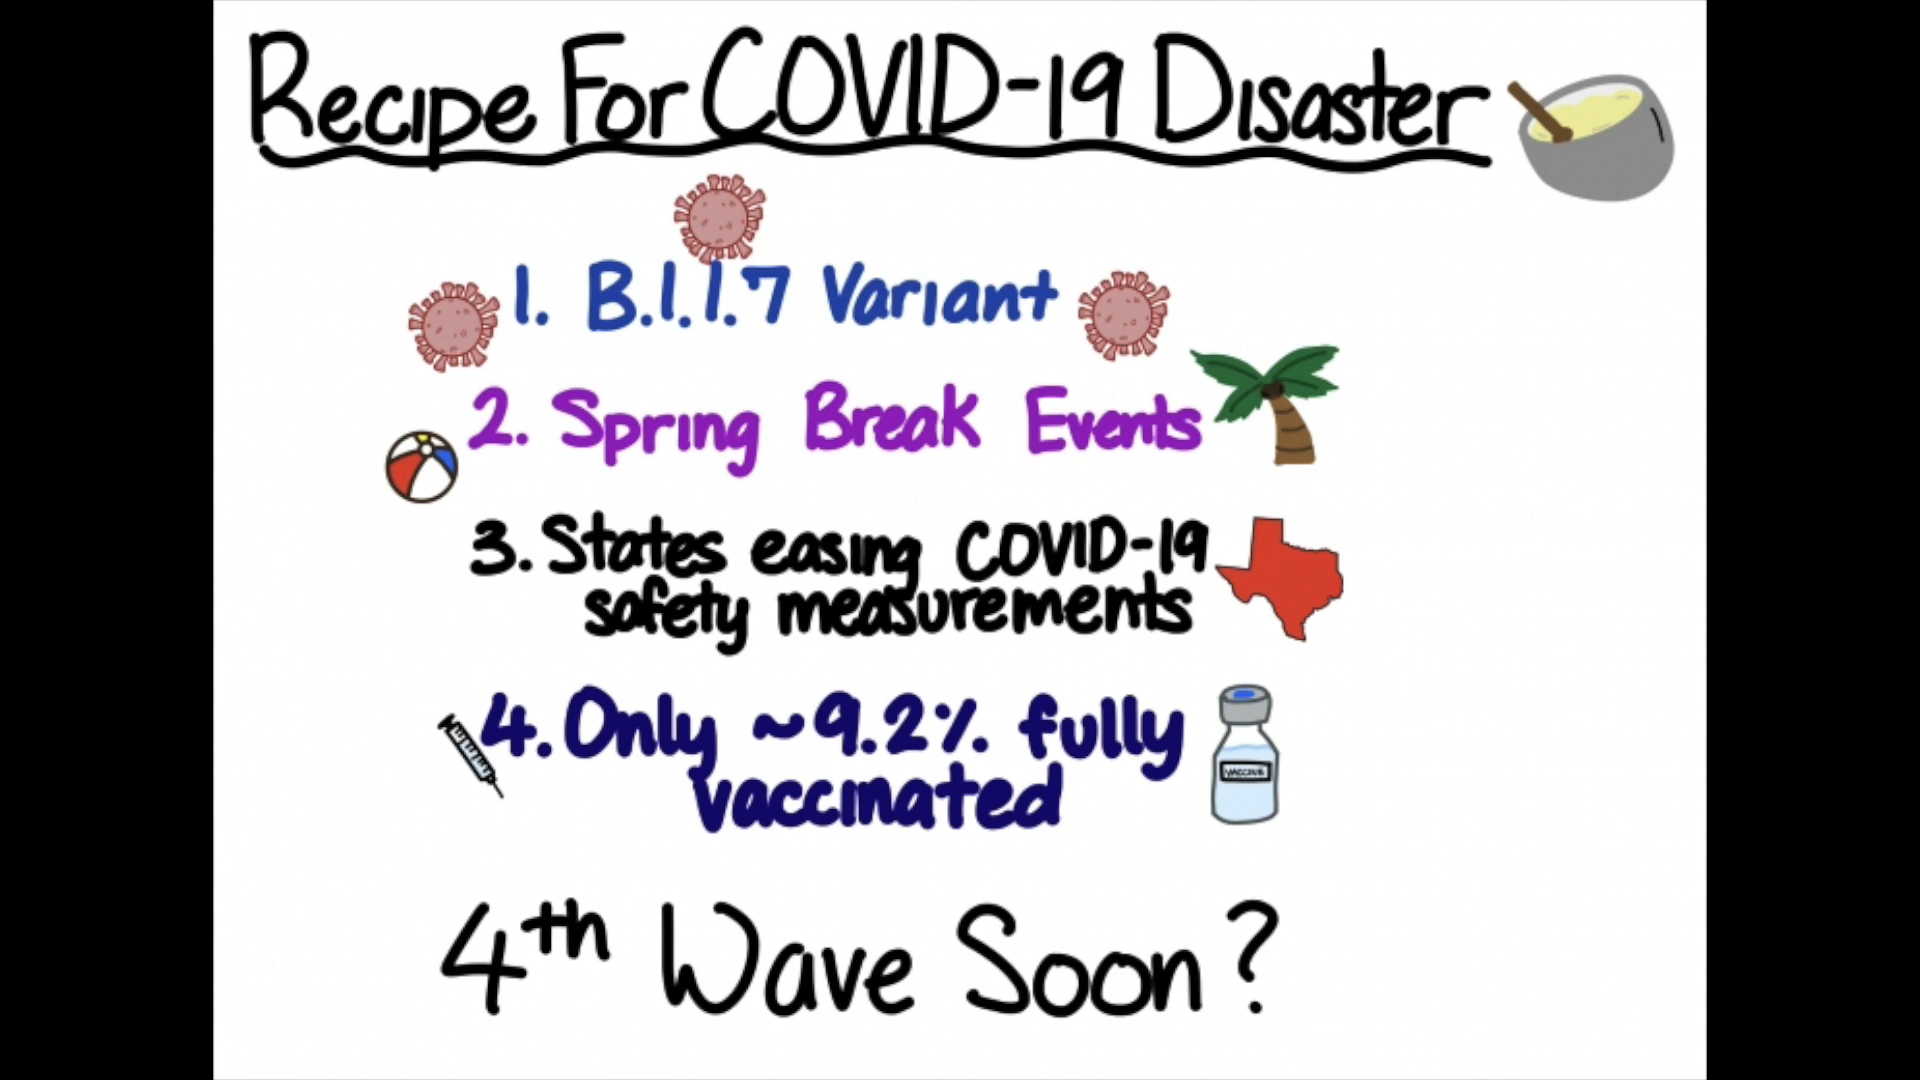 Recipe For COVID-19 Disaster
1. B.1.1.7 Variant
2. Spring Break Events
3. States easing COVID-19
safety measurements
4. Only ~9.2% fully
vaccinated
VACCINE
4th Wave Soon?